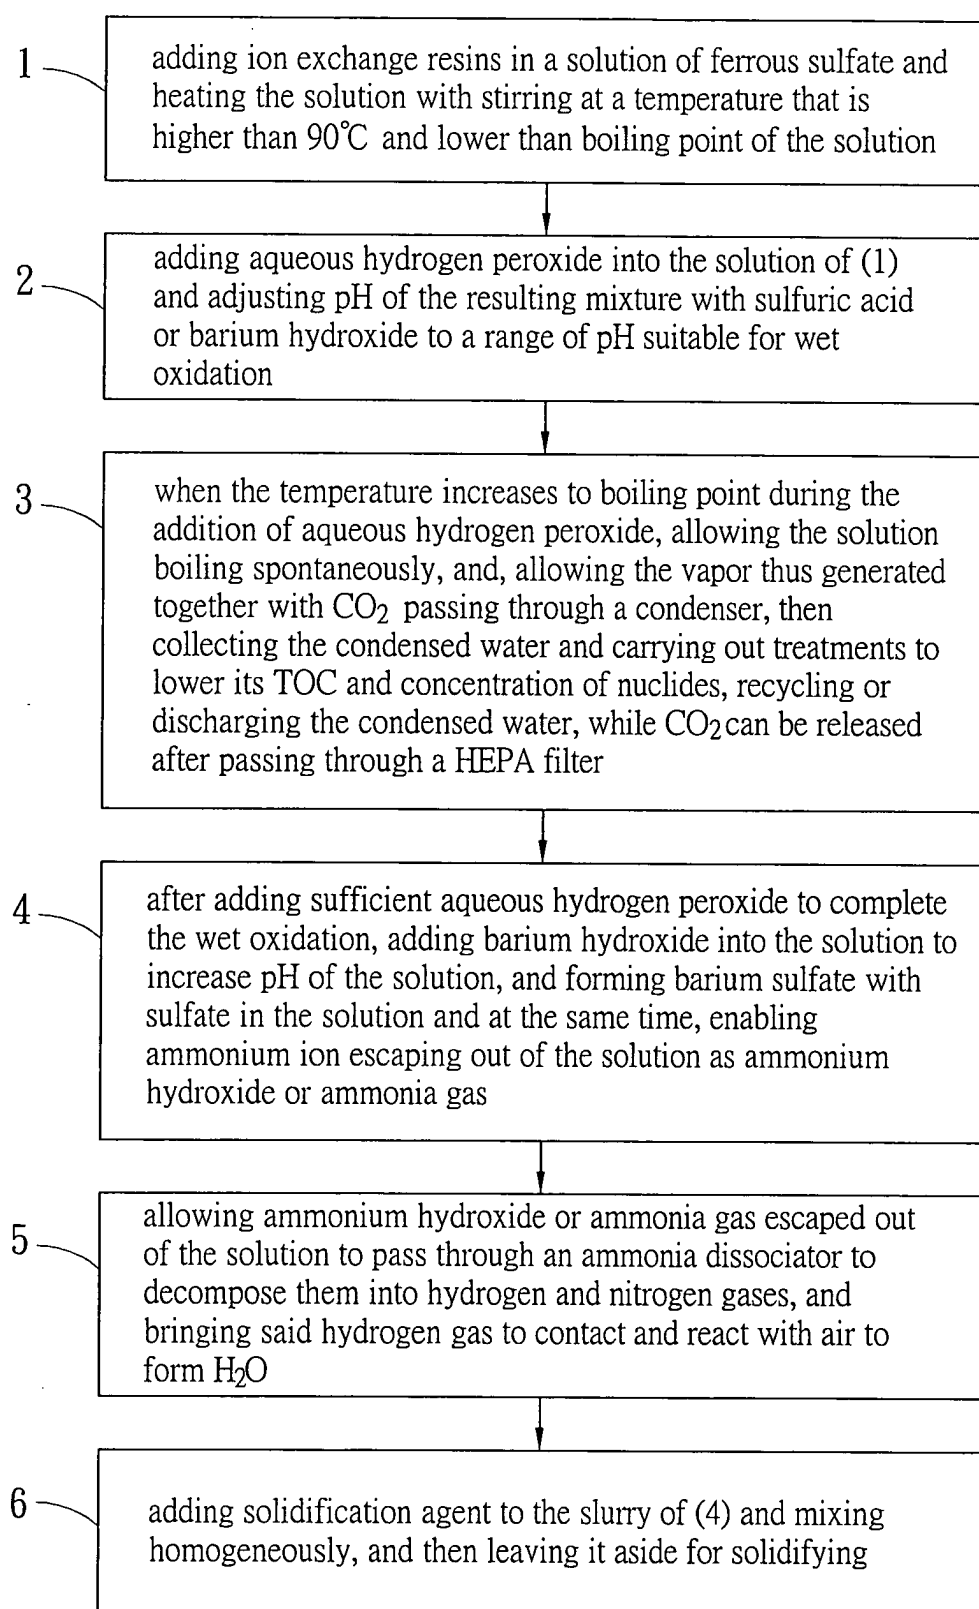 1
adding ion exchange resins in a solution of ferrous sulfate and
heating the solution with stirring at a temperature that is
higher than 90℃ and lower than boiling point of the solution
2
adding aqueous hydrogen peroxide into the solution of (1)
and adjusting pH of the resulting mixture with sulfuric acid
or barium hydroxide to a range of pH suitable for wet
oxidation
3
when the temperature increases to boiling point during the
addition of aqueous hydrogen peroxide, allowing the solution
boiling spontaneously, and, allowing the vapor thus generated
together with CO2 passing through a condenser, then
collecting the condensed water and carrying out treatments to
lower its TOC and concentration of nuclides, recycling or
discharging the condensed water, while CO2 can be released
after passing through a HEPA filter
4
after adding sufficient aqueous hydrogen peroxide to complete
the wet oxidation, adding barium hydroxide into the solution to
increase pH of the solution, and forming barium sulfate with
sulfate in the solution and at the same time, enabling
ammonium ion escaping out of the solution as ammonium
hydroxide or ammonia gas
5
allowing ammonium hydroxide or ammonia gas escaped out
of the solution to pass through an ammonia dissociator to
decompose them into hydrogen and nitrogen gases, and
bringing said hydrogen gas to contact and react with air to
form H2O
6
adding solidification agent to the slurry of (4) and mixing
homogeneously, and then leaving it aside for solidifying